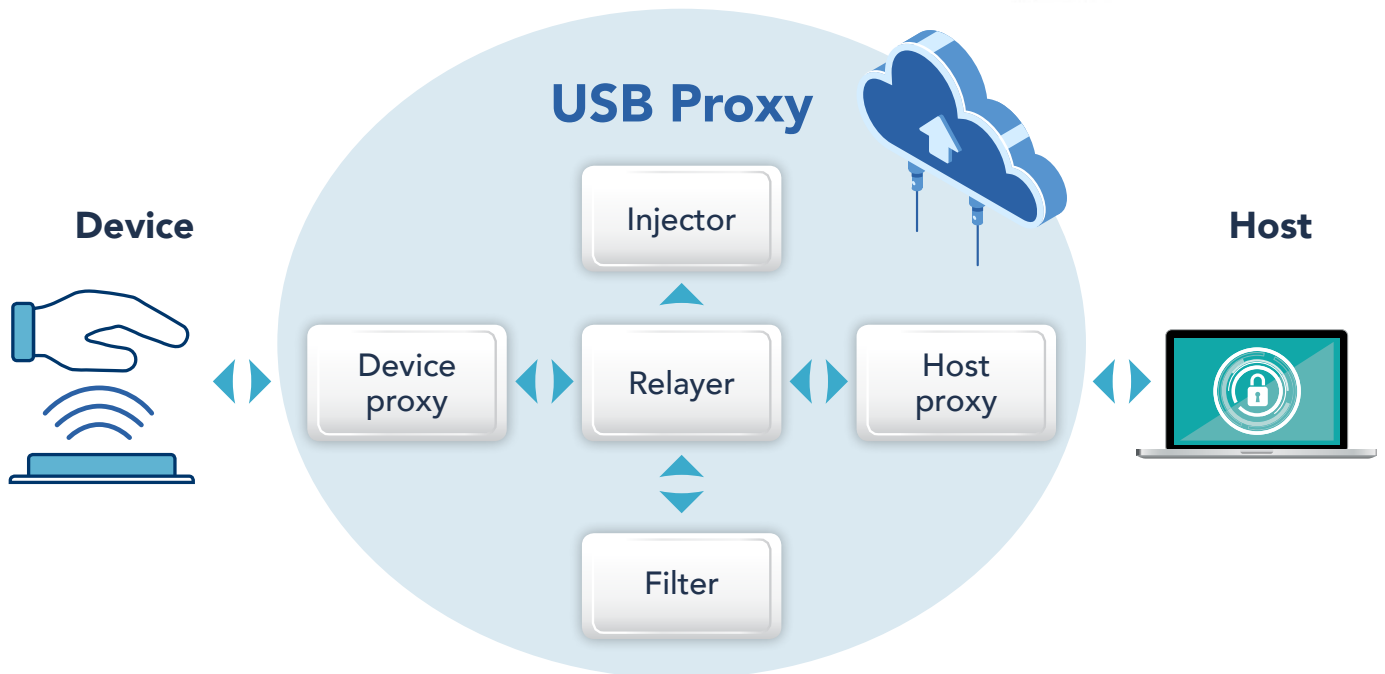 USB Proxy
Injector
Device
Host
Device
proxy
Relayer
Host
proxy
Filter